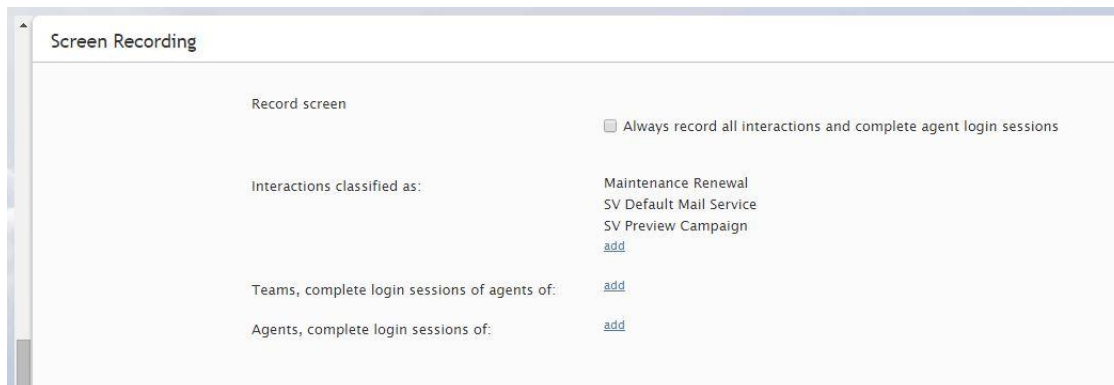 Screen Recording
Record screen
Always record all interactions and complete agent login sessions
Interactions classified as:
Maintenance Renewal
SV Default Mail Service
SV Preview Campaign
add
Teams, complete login sessions of agents of:
add
Agents, complete login sessions of:
add